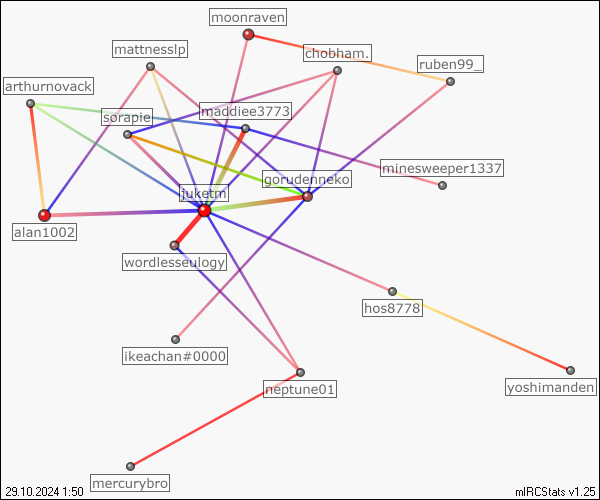 moonraven
mattnesslp
chobham.
ruben99_
arthurnovack
sorapie
maddiee3773
minesweeper1337
juketm
gorudenneko
alan1002
wordlesseulogy
hos8778
ikeachan#0000
neptune01
yoshimanden
mercurybro
29.10.2024 1:50
mIRCStats v1.25